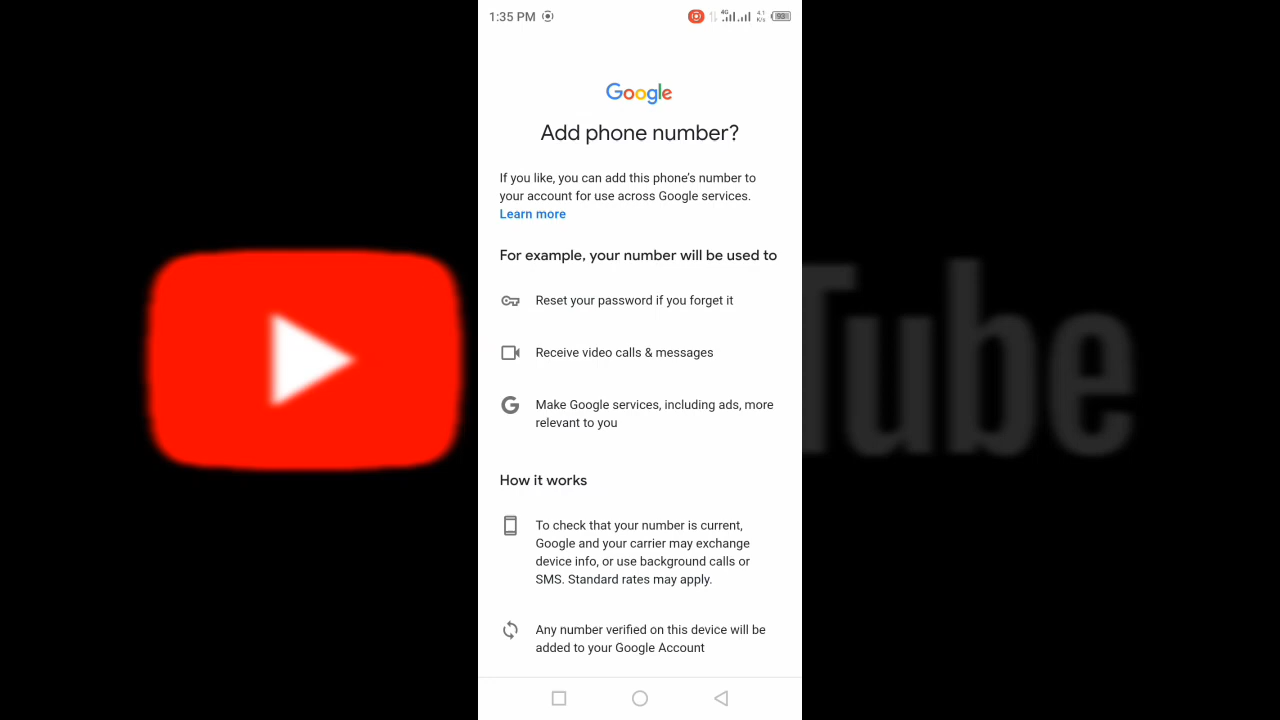 1:35 PM
4G
4.1
K/s
93
Google
Add phone number?
If you like, you can add this phone's number to
your account for use across Google services.
Learn more
For example, your number will be used to
Reset your password if you forget it
Receive video calls & messages
G
Make Google services, including ads, more
relevant to you
How it works
To check that your number is current,
Google and your carrier may exchange
device info, or use background calls or
SMS. Standard rates may apply.
Any number verified on this device will be
added to your Google Account
Tube